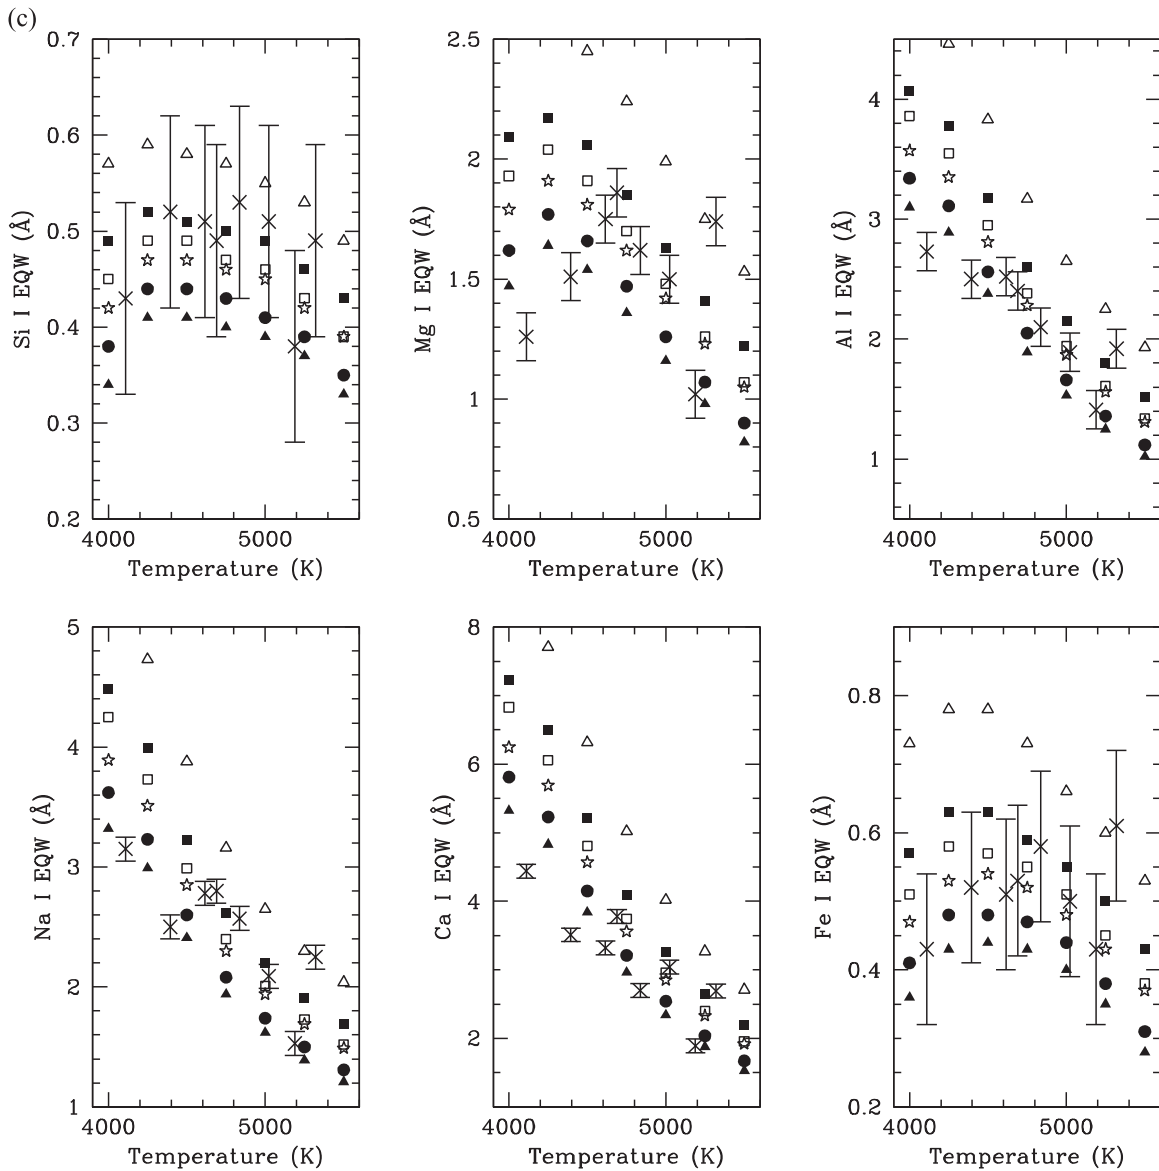 (c)
0.7
0.6
0.5
0.4
0.3
0.2
Si I EQW (Å)
4000 5000
Temperature (K)
2.5
2
1.5
1
0.5
Mg I EQW (Å)
4000 5000
Temperature (K)
4
3
2
1
Al I EQW (Å)
4000 5000
Temperature (K)
5
4
3
2
1
Na I EQW (Å)
4000 5000
Temperature (K)
8
6
4
2
Ca I EQW (Å)
4000 5000
Temperature (K)
0.8
0.6
0.4
0.2
Fe I EQW (Å)
4000 5000
Temperature (K)